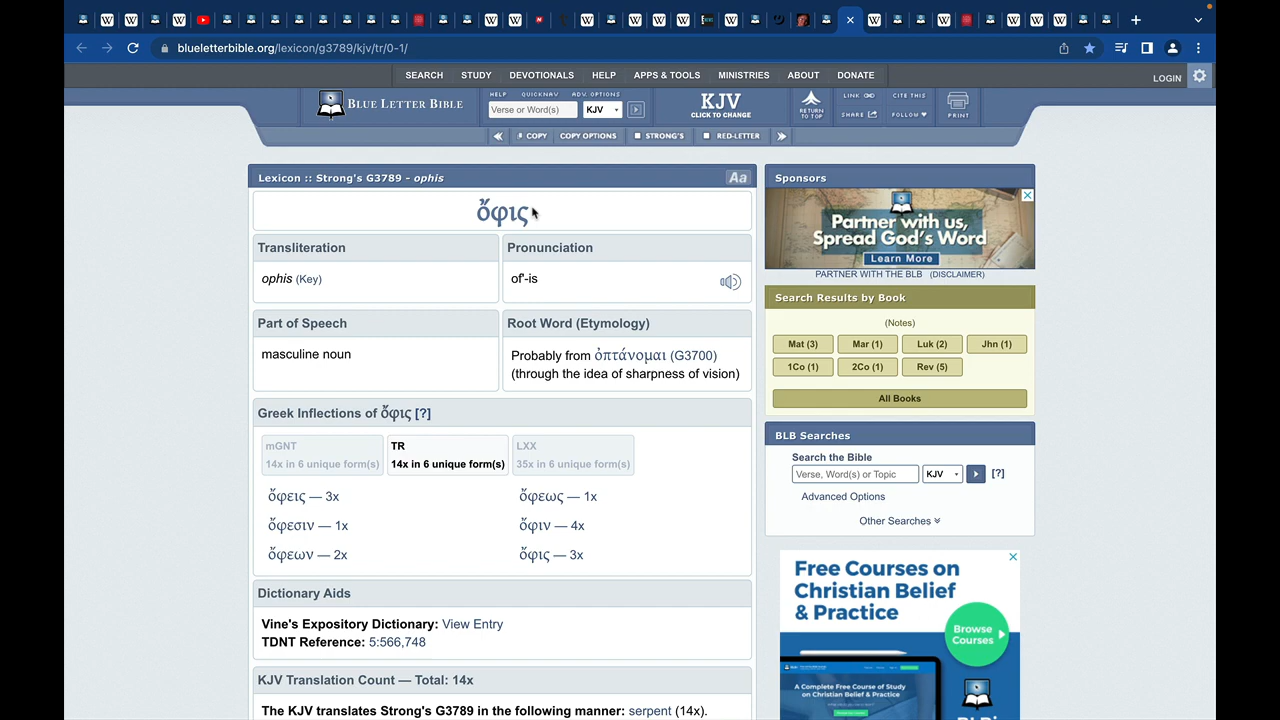 blueletterbible.org/lexicon/g3789/kjv/tr/0-1/
SEARCH STUDY DEVOTIONALS HELP APPS & TOOLS MINISTRIES ABOUT DONATE
LOGIN
BLUE LETTER BIBLE
HELP QUICKNAV ADV. OPTIONS
Verse or Word(s) KJV
KJV
CLICK TO CHANGE
RETURN TO TOP
LINK CITE THIS
SHARE FOLLOW
PRINT
COPY COPY OPTIONS STRONG'S RED-LETTER
Lexicon :: Strong's G3789 - ophis
Aa
ὄφις
Transliteration
ophis (Key)
Pronunciation
of'-is
Part of Speech
masculine noun
Root Word (Etymology)
Probably from ὀπτάνομαι (G3700)
(through the idea of sharpness of vision)
Greek Inflections of ὄφις [?]
mGNT
14x in 6 unique form(s)
TR
14x in 6 unique form(s)
LXX
35x in 6 unique form(s)
ὄφεις — 3x
ὄφεως — 1x
ὄφεσιν — 1x
ὄφιν — 4x
ὄφεων — 2x
ὄφις — 3x
Dictionary Aids
Vine's Expository Dictionary: View Entry
TDNT Reference: 5:566,748
KJV Translation Count — Total: 14x
The KJV translates Strong's G3789 in the following manner: serpent (14x).
Sponsors
Partner with us,
Spread God's Word
Learn More
PARTNER WITH THE BLB (DISCLAIMER)
Search Results by Book
(Notes)
Mat (3) Mar (1) Luk (2) Jhn (1)
1Co (1) 2Co (1) Rev (5)
All Books
BLB Searches
Search the Bible
Verse, Word(s) or Topic KJV [?]
Advanced Options
Other Searches
Free Courses on
Christian Belief
& Practice
Browse
Courses
A Complete Free Course of Study
on Christian Belief & Practice